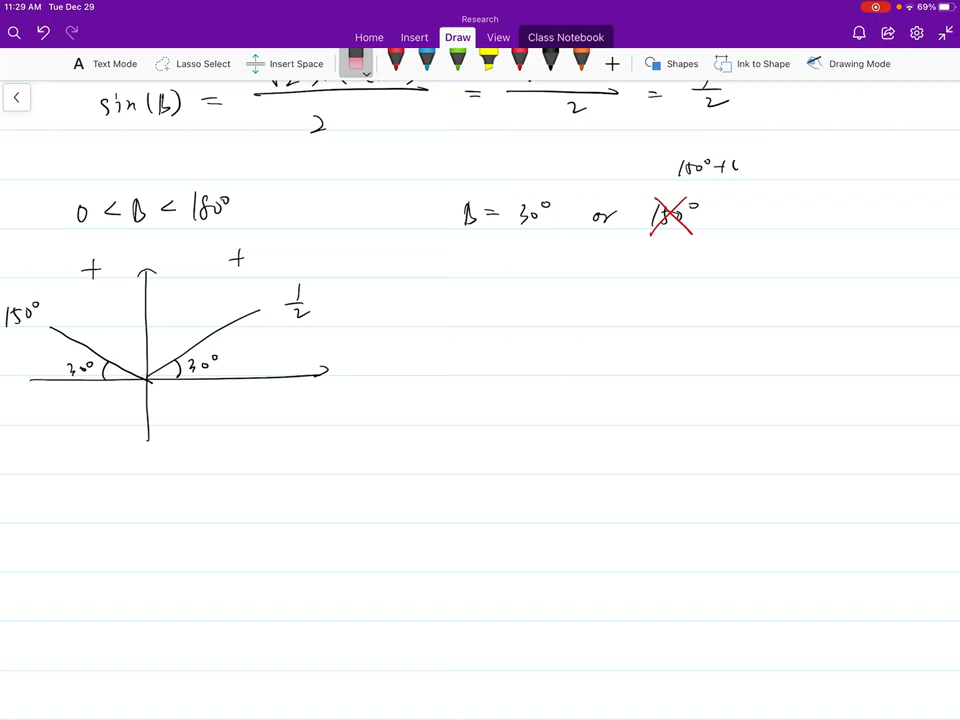 11:29 AM Tue Dec 29
69%
Research
Home Insert Draw View Class Notebook
Text Mode Lasso Select Insert Space Shapes Ink to Shape Drawing Mode
sin(B) = 2 = 2 = 1/2
150° +
0 < B < 180° B = 30° or 150°
+ +
150° 1/2
30° 30°